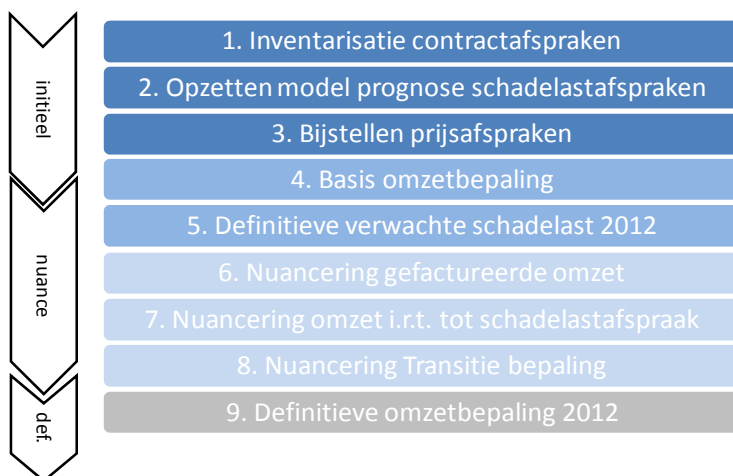 initieel
1. Inventarisatie contractafspraken
2. Opzetten model prognose schadelastafspraken
3. Bijstellen prijsafspraken
nuance
4. Basis omzetbepaling
5. Definitieve verwachte schadelast 2012
6. Nuancering gefactureerde omzet
7. Nuancering omzet i.r.t. tot schadelastafspraak
8. Nuancering Transitie bepaling
def.
9. Definitieve omzetbepaling 2012